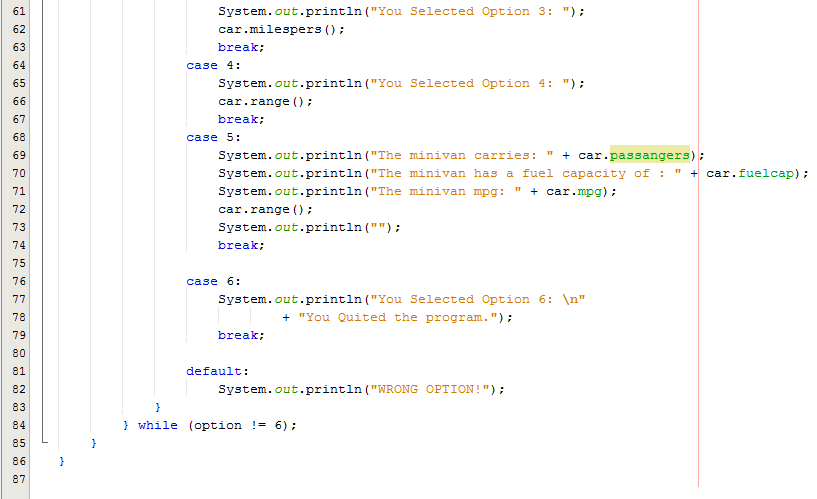 61 System.out.println("You Selected Option 3: ");
62 car.milespers();
63 break;
64 case 4:
65 System.out.println("You Selected Option 4: ");
66 car.range();
67 break;
68 case 5:
69 System.out.println("The minivan carries: " + car.passangers);
70 System.out.println("The minivan has a fuel capacity of : " + car.fuelcap);
71 System.out.println("The minivan mpg: " + car.mpg);
72 car.range();
73 System.out.println("");
74 break;
75
76 case 6:
77 System.out.println("You Selected Option 6: \n"
78 + "You Quited the program.");
79 break;
80
81 default:
82 System.out.println("WRONG OPTION!");
83 }
84 } while (option != 6);
85 }
86 }
87